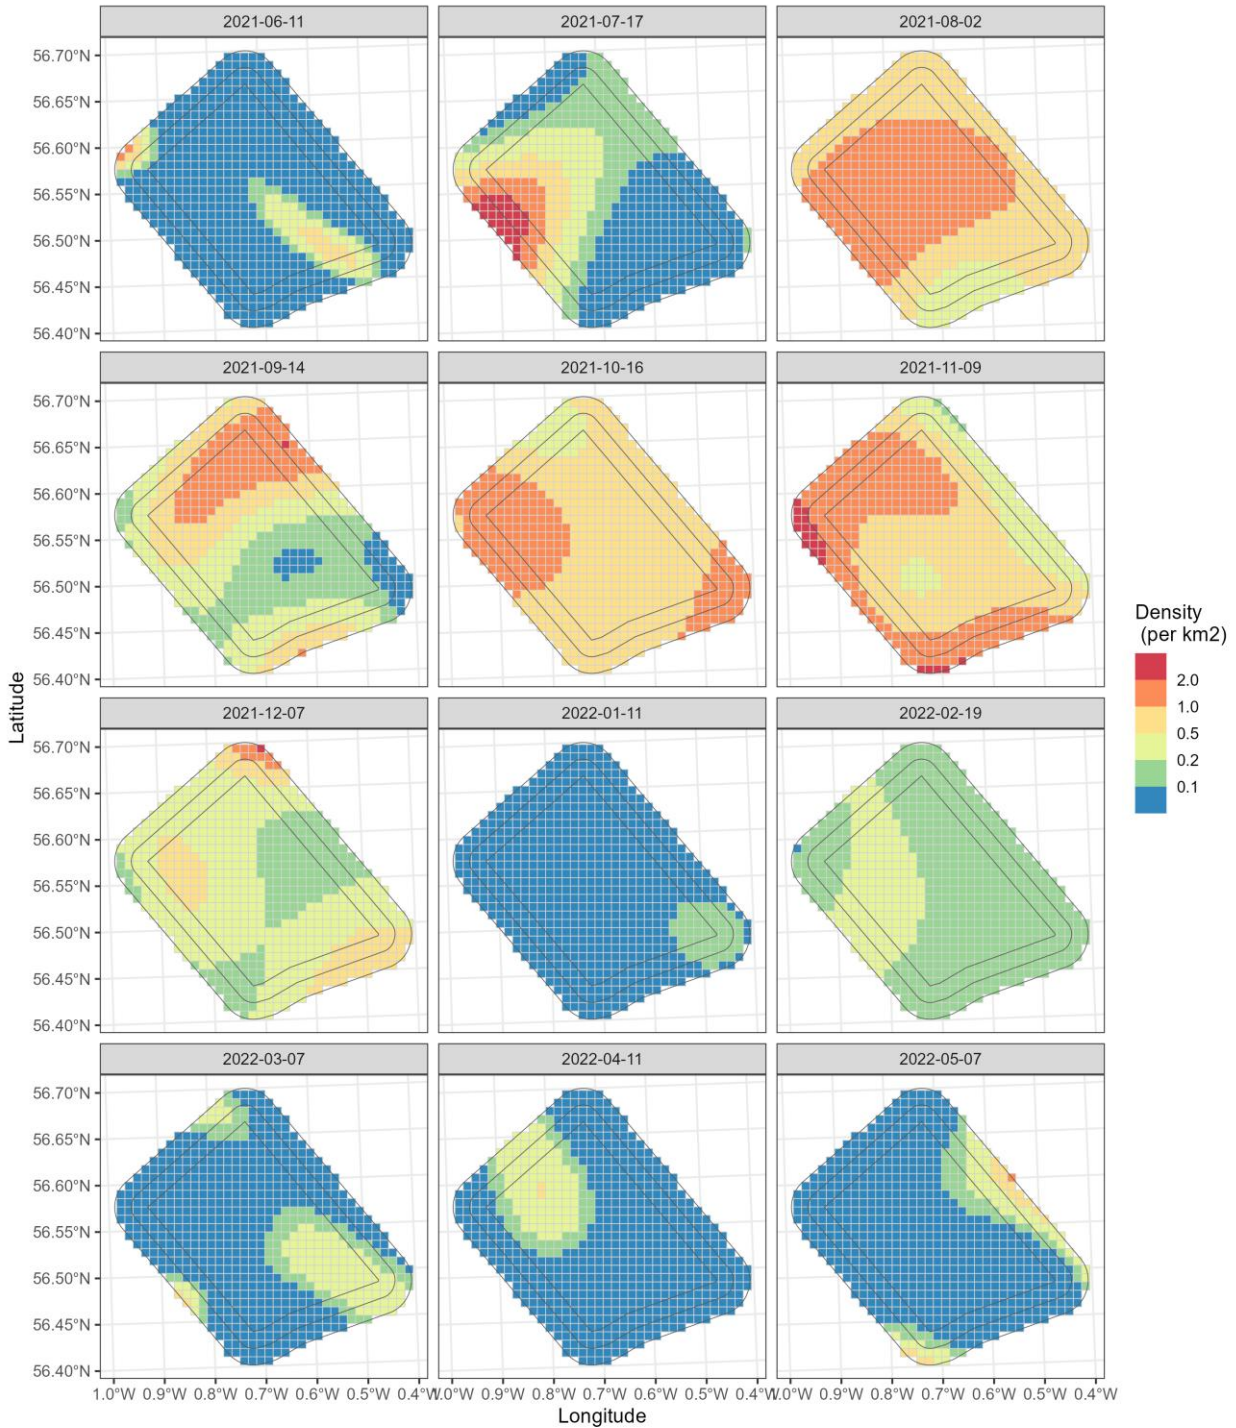 2021-06-11 2021-07-17 2021-08-02
56.70°N
56.65°N
56.60°N
56.55°N
56.50°N
56.45°N
56.40°N
2021-09-14 2021-10-16 2021-11-09
56.70°N
56.65°N
56.60°N
56.55°N
56.50°N
56.45°N
56.40°N
Latitude
Density
(per km2)
2.0
1.0
0.5
0.2
0.1
2021-12-07 2022-01-11 2022-02-19
56.70°N
56.65°N
56.60°N
56.55°N
56.50°N
56.45°N
56.40°N
2022-03-07 2022-04-11 2022-05-07
56.70°N
56.65°N
56.60°N
56.55°N
56.50°N
56.45°N
56.40°N
1.0°W 0.9°W 0.8°W 0.7°W 0.6°W 0.5°W 0.4°W 1.0°W 0.9°W 0.8°W 0.7°W 0.6°W 0.5°W 0.4°W 1.0°W 0.9°W 0.8°W 0.7°W 0.6°W 0.5°W 0.4°W
Longitude